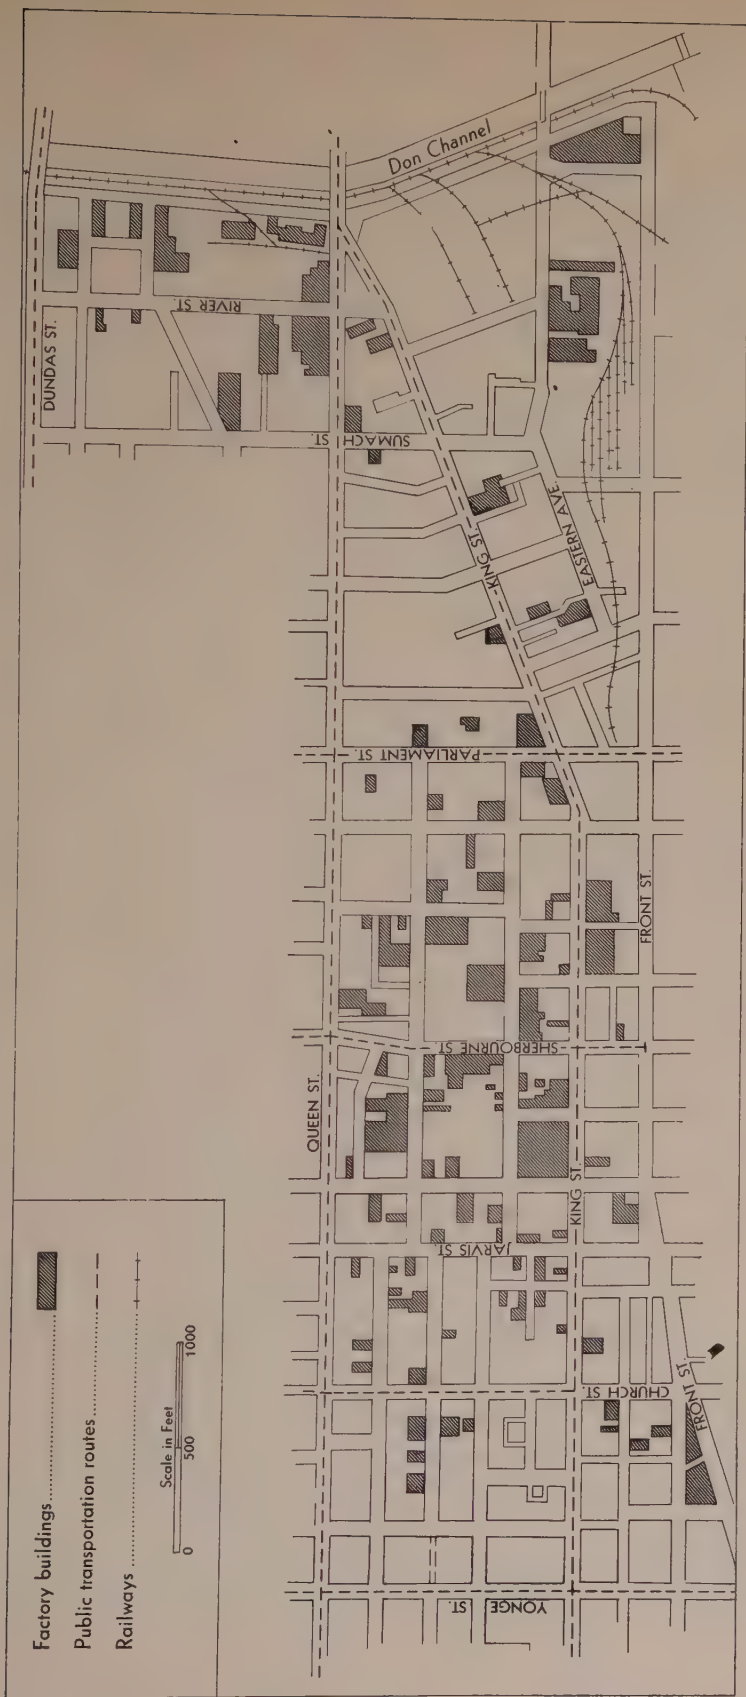 Factory buildings..................
Public transportation routes..................
Railways..................
Scale in Feet
0 500 1000
DUNDAS ST.
RIVER ST.
SUMACH ST.
Don Channel
KING ST.
EASTERN AVE.
PARLIAMENT ST.
QUEEN ST.
SHERBOURNE ST.
FRONT ST.
KING ST.
JARVIS ST.
CHURCH ST.
FRONT ST.
YONGE ST.